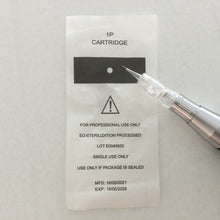 1P
CARTRIDGE
FOR PROFESSIONAL USE ONLY
EO-STERILIZATION PROCESSED
LOT E0040625
SINGLE USE ONLY
USE ONLY IF PACKAGE IS SEALED
MFD: 16/05/2021
EXP: 15/05/2026